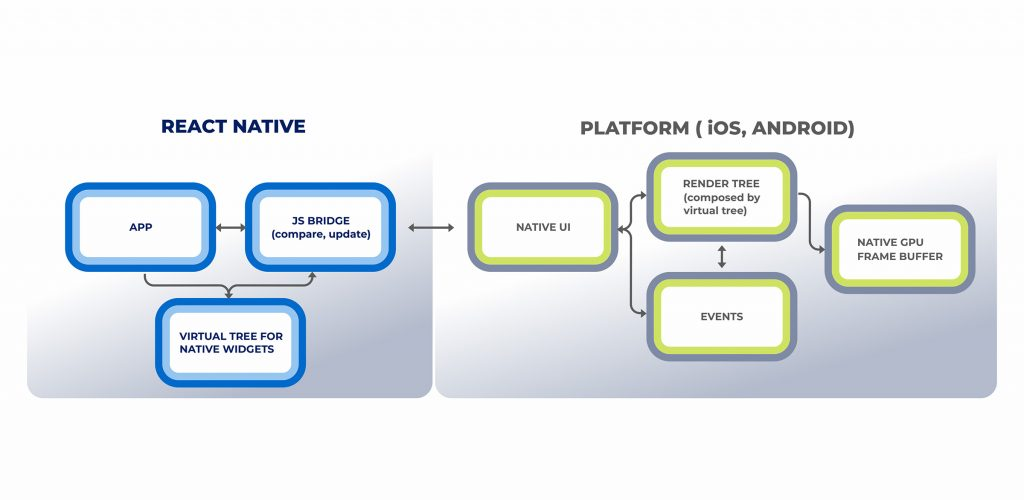 REACT NATIVE
PLATFORM ( iOS, ANDROID)
APP
JS BRIDGE
(compare, update)
VIRTUAL TREE FOR
NATIVE WIDGETS
NATIVE UI
RENDER TREE
(composed by
virtual tree)
EVENTS
NATIVE GPU
FRAME BUFFER